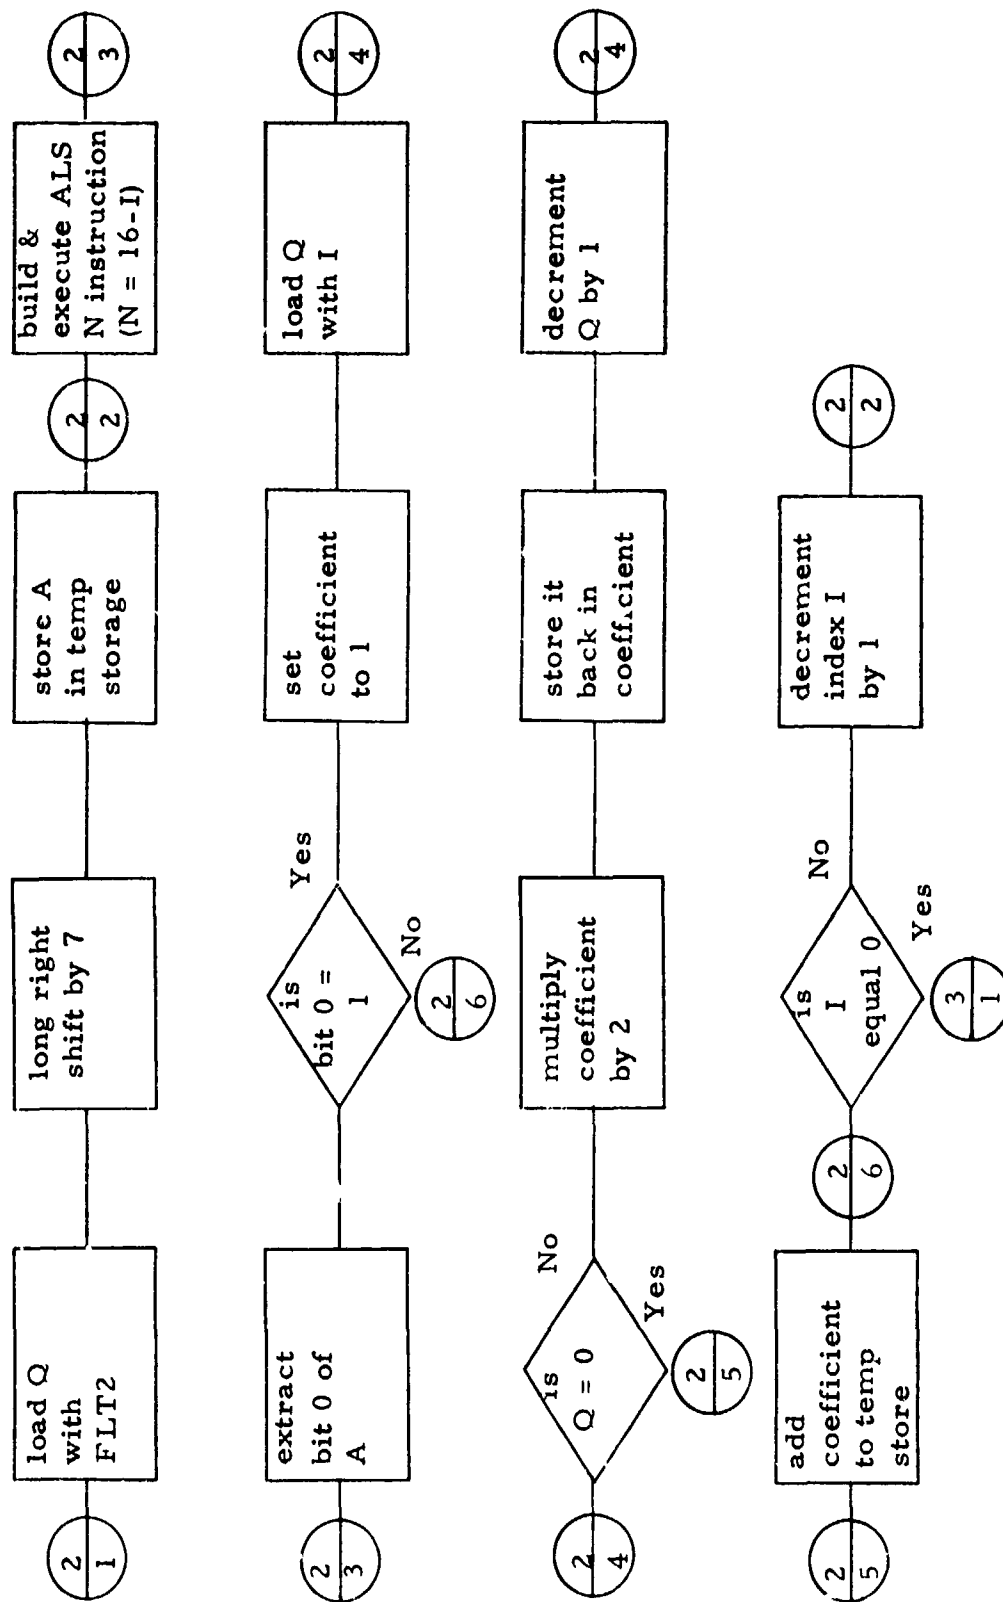 2
1
load Q
with
FLT2
long right
shift by 7
store A
in temp
storage
2
2
build &
execute ALS
N instruction
(N = 16-I)
2
3
2
3
extract
bit 0 of
A
is
bit 0 =
1
Yes
No
2
6
set
coefficient
to 1
load Q
with I
2
4
2
4
is
Q = 0
No
Yes
2
5
multiply
coefficient
by 2
store it
back in
coefficient
decrement
Q by 1
2
4
2
5
add
coefficient
to temp
store
2
6
is
I
equal 0
No
Yes
3
1
decrement
index I
by 1
2
2